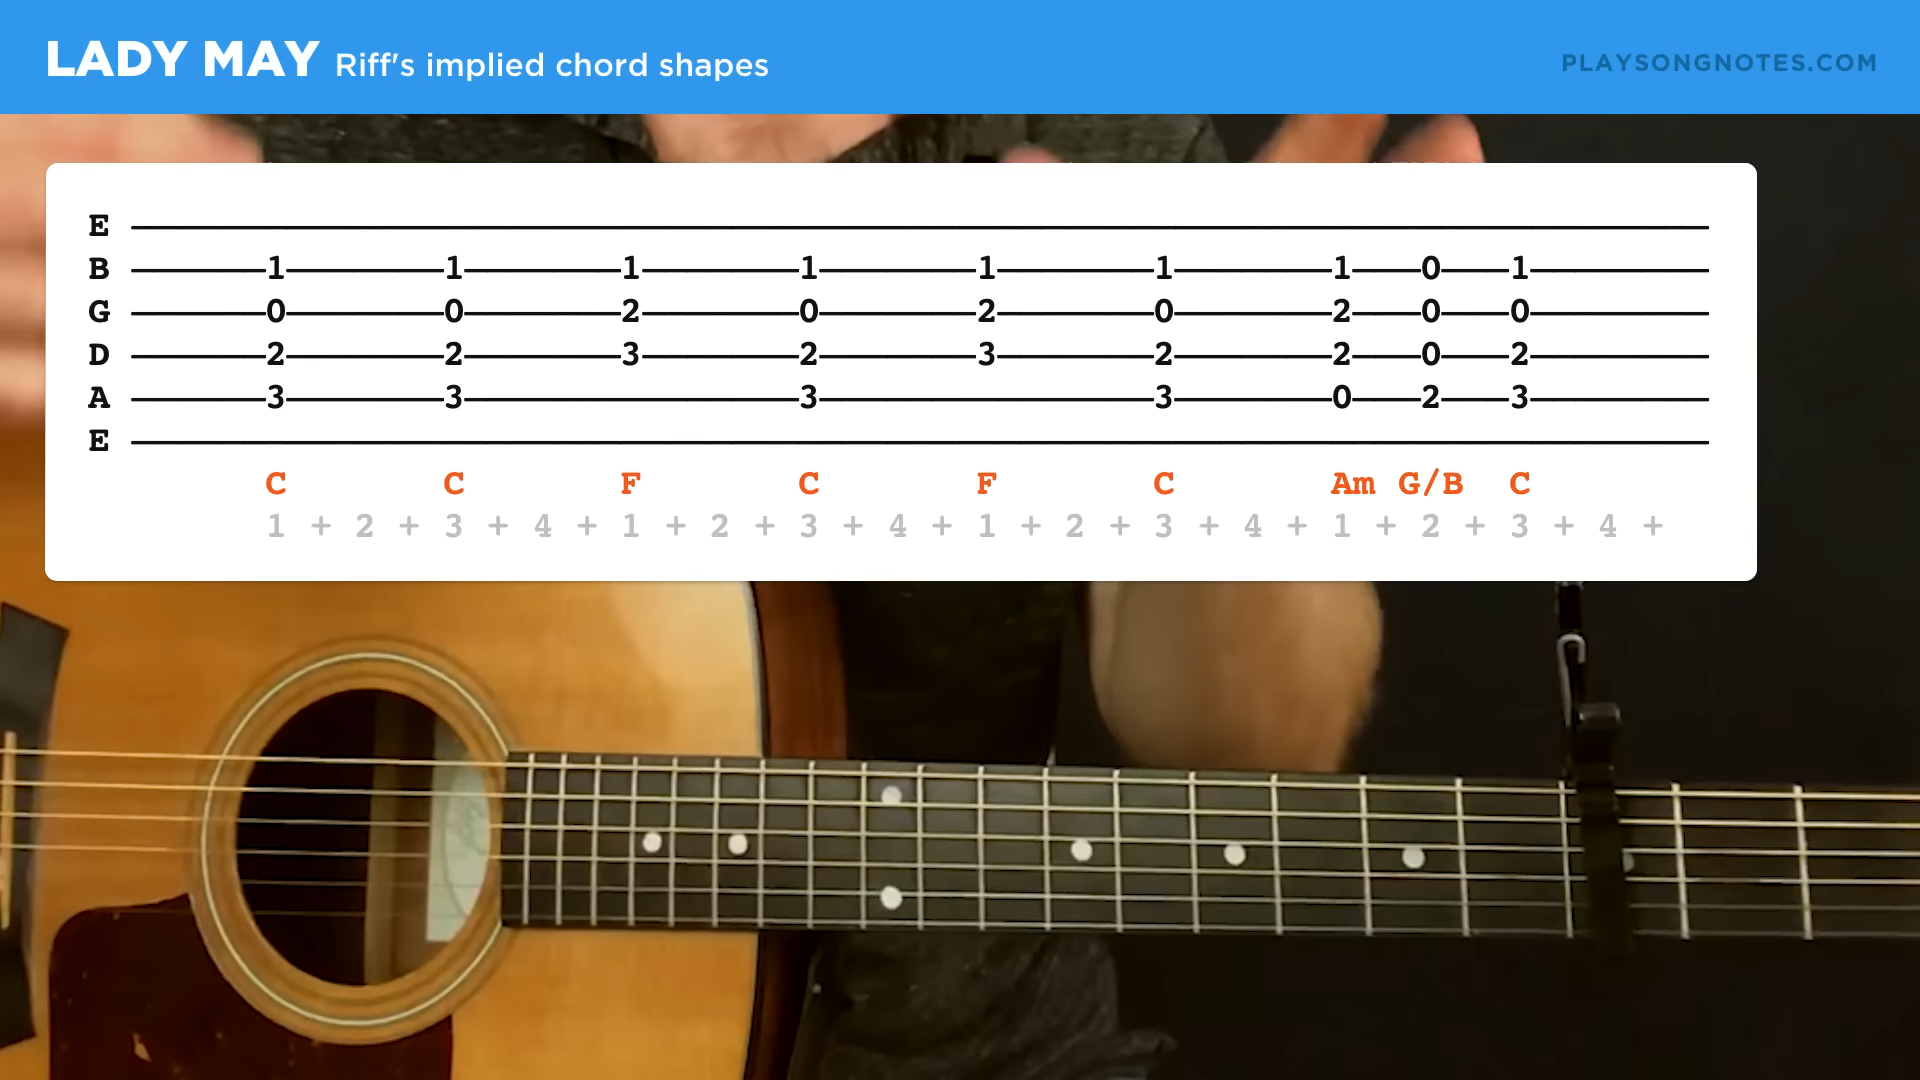 LADY MAY Riff's implied chord shapes
PLAYSONGNOTES.COM
E
B 1 1 1 1 1 1 1 0 1
G 0 0 2 0 2 0 2 0 0
D 2 2 3 2 3 2 2 0 2
A 3 3 3 3 0 2 3
E
C C F C F C Am G/B C
1 + 2 + 3 + 4 + 1 + 2 + 3 + 4 + 1 + 2 + 3 + 4 + 1 + 2 + 3 + 4 +